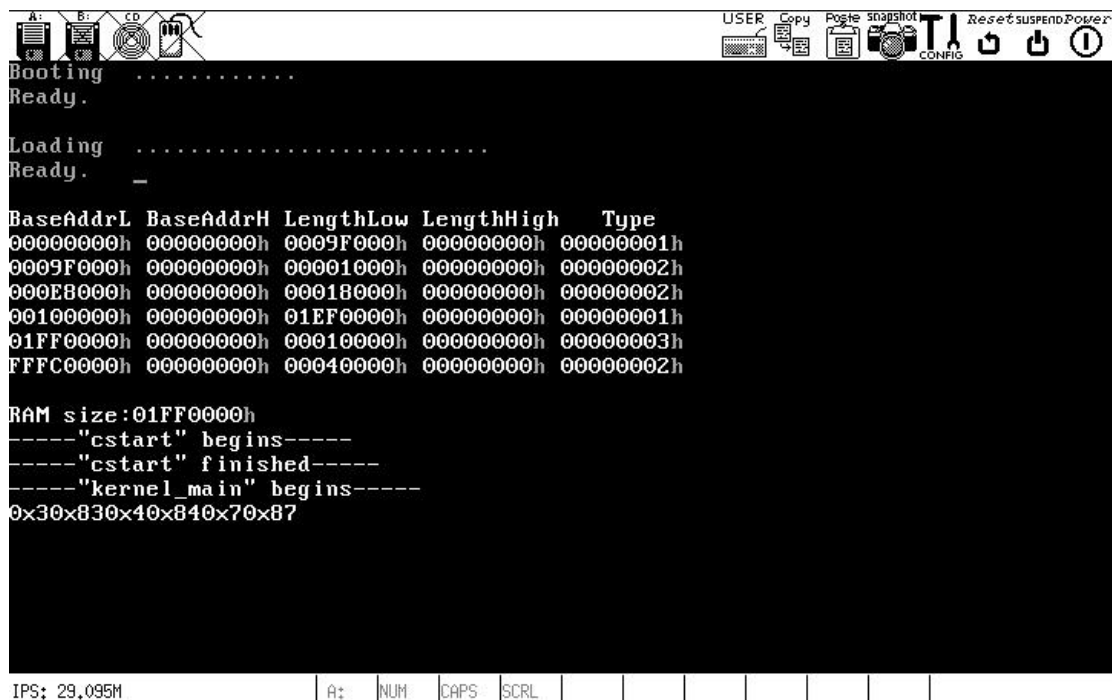 A: B: CD USER Copy Paste snapshot CONFIG Reset SUSPEND Power
Booting ............
Ready.
Loading ..........................
Ready. _
BaseAddrL BaseAddrH LengthLow LengthHigh Type
00000000h 00000000h 0009F000h 00000000h 00000001h
0009F000h 00000000h 00001000h 00000000h 00000002h
000E8000h 00000000h 00018000h 00000000h 00000002h
00100000h 00000000h 01EF0000h 00000000h 00000001h
01FF0000h 00000000h 00010000h 00000000h 00000003h
FFFC0000h 00000000h 00040000h 00000000h 00000002h
RAM size:01FF0000h
-----"cstart" begins-----
-----"cstart" finished-----
-----"kernel_main" begins-----
0x30x830x40x840x70x87
IPS: 29.095M A: NUM CAPS SCRL